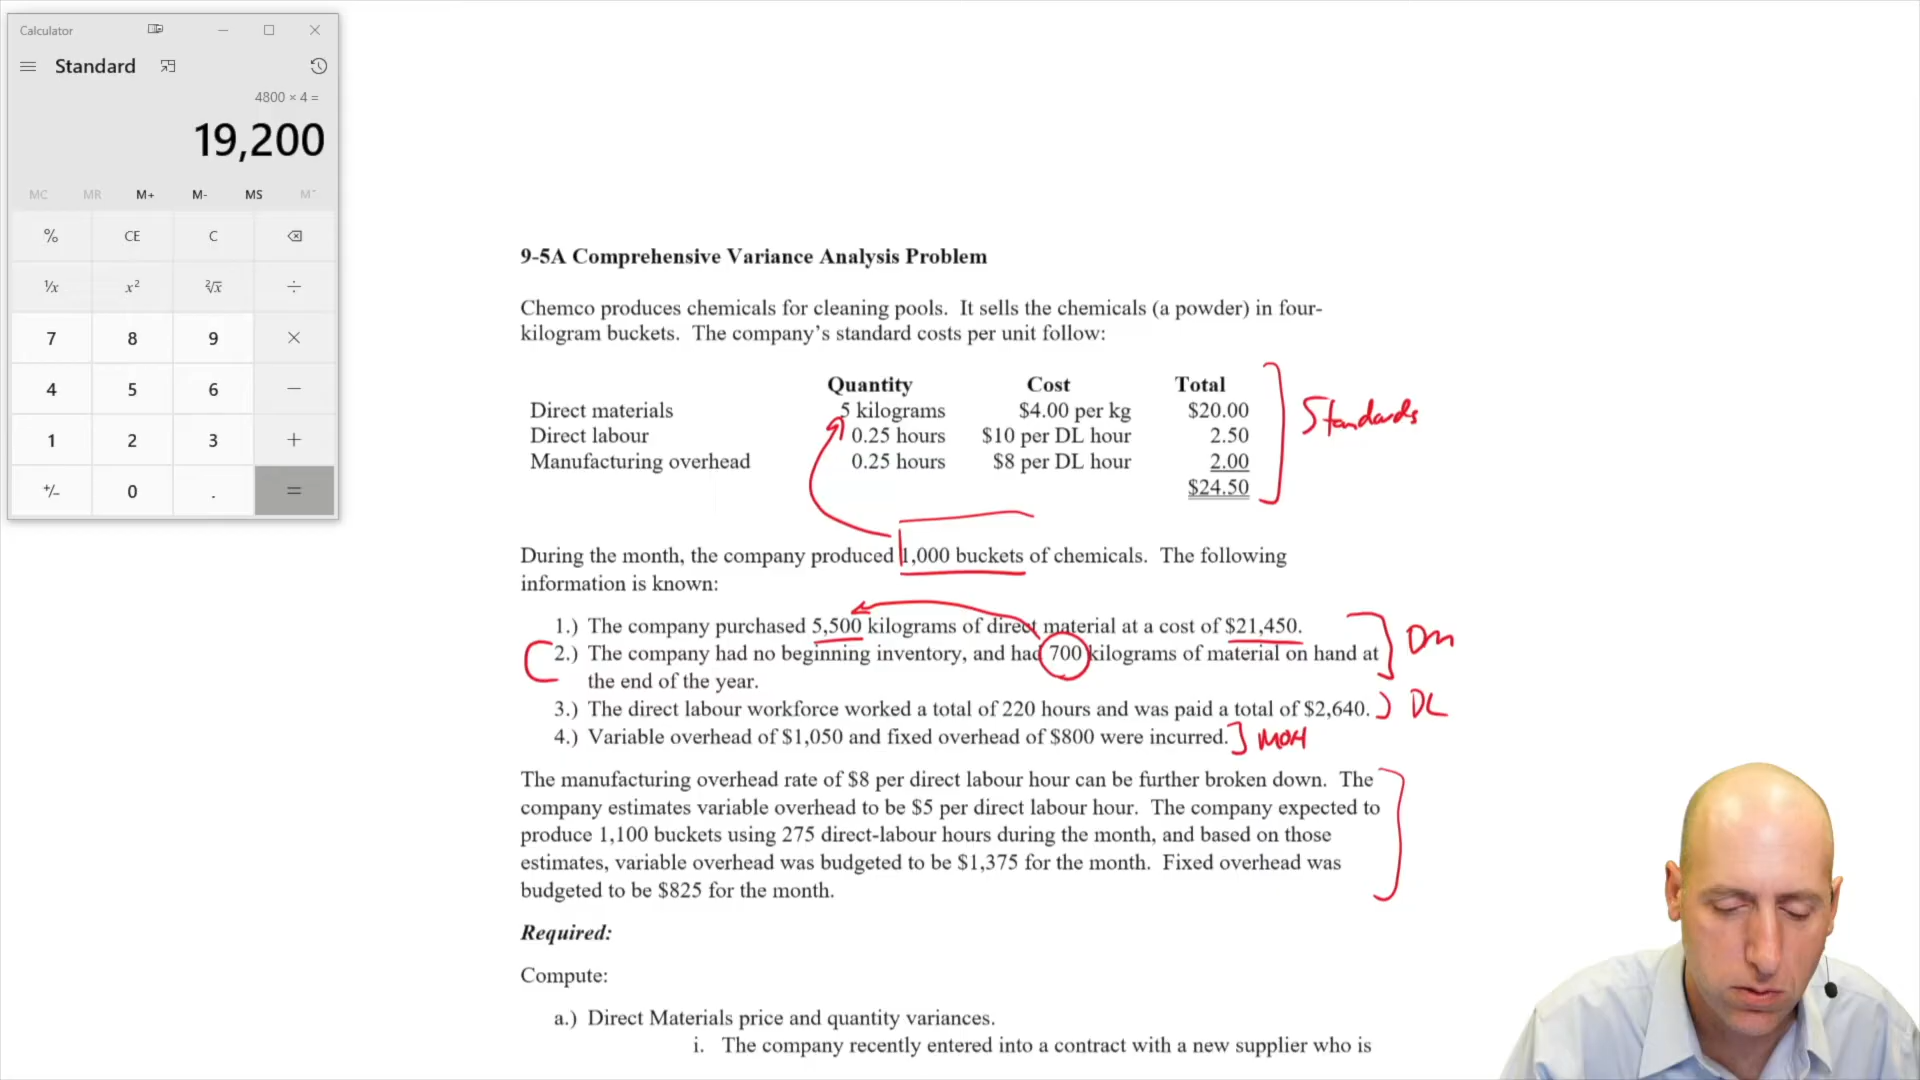 Calculator
Standard
4800 × 4 =
19,200
MC MR M+ M- MS M˅
% CE C
¹/x x² ²√x ÷
7 8 9 ×
4 5 6 −
1 2 3 +
+/− 0 . =
9-5A Comprehensive Variance Analysis Problem
Chemco produces chemicals for cleaning pools. It sells the chemicals (a powder) in four-
kilogram buckets. The company’s standard costs per unit follow:
Quantity Cost Total
Direct materials 5 kilograms $4.00 per kg $20.00
Direct labour 0.25 hours $10 per DL hour 2.50
Manufacturing overhead 0.25 hours $8 per DL hour 2.00
$24.50
Standards
During the month, the company produced 1,000 buckets of chemicals. The following
information is known:
1.) The company purchased 5,500 kilograms of direct material at a cost of $21,450.
2.) The company had no beginning inventory, and had 700 kilograms of material on hand at
the end of the year.
DM
3.) The direct labour workforce worked a total of 220 hours and was paid a total of $2,640. DL
4.) Variable overhead of $1,050 and fixed overhead of $800 were incurred. MOH
The manufacturing overhead rate of $8 per direct labour hour can be further broken down. The
company estimates variable overhead to be $5 per direct labour hour. The company expected to
produce 1,100 buckets using 275 direct-labour hours during the month, and based on those
estimates, variable overhead was budgeted to be $1,375 for the month. Fixed overhead was
budgeted to be $825 for the month.
Required:
Compute:
a.) Direct Materials price and quantity variances.
i. The company recently entered into a contract with a new supplier who is